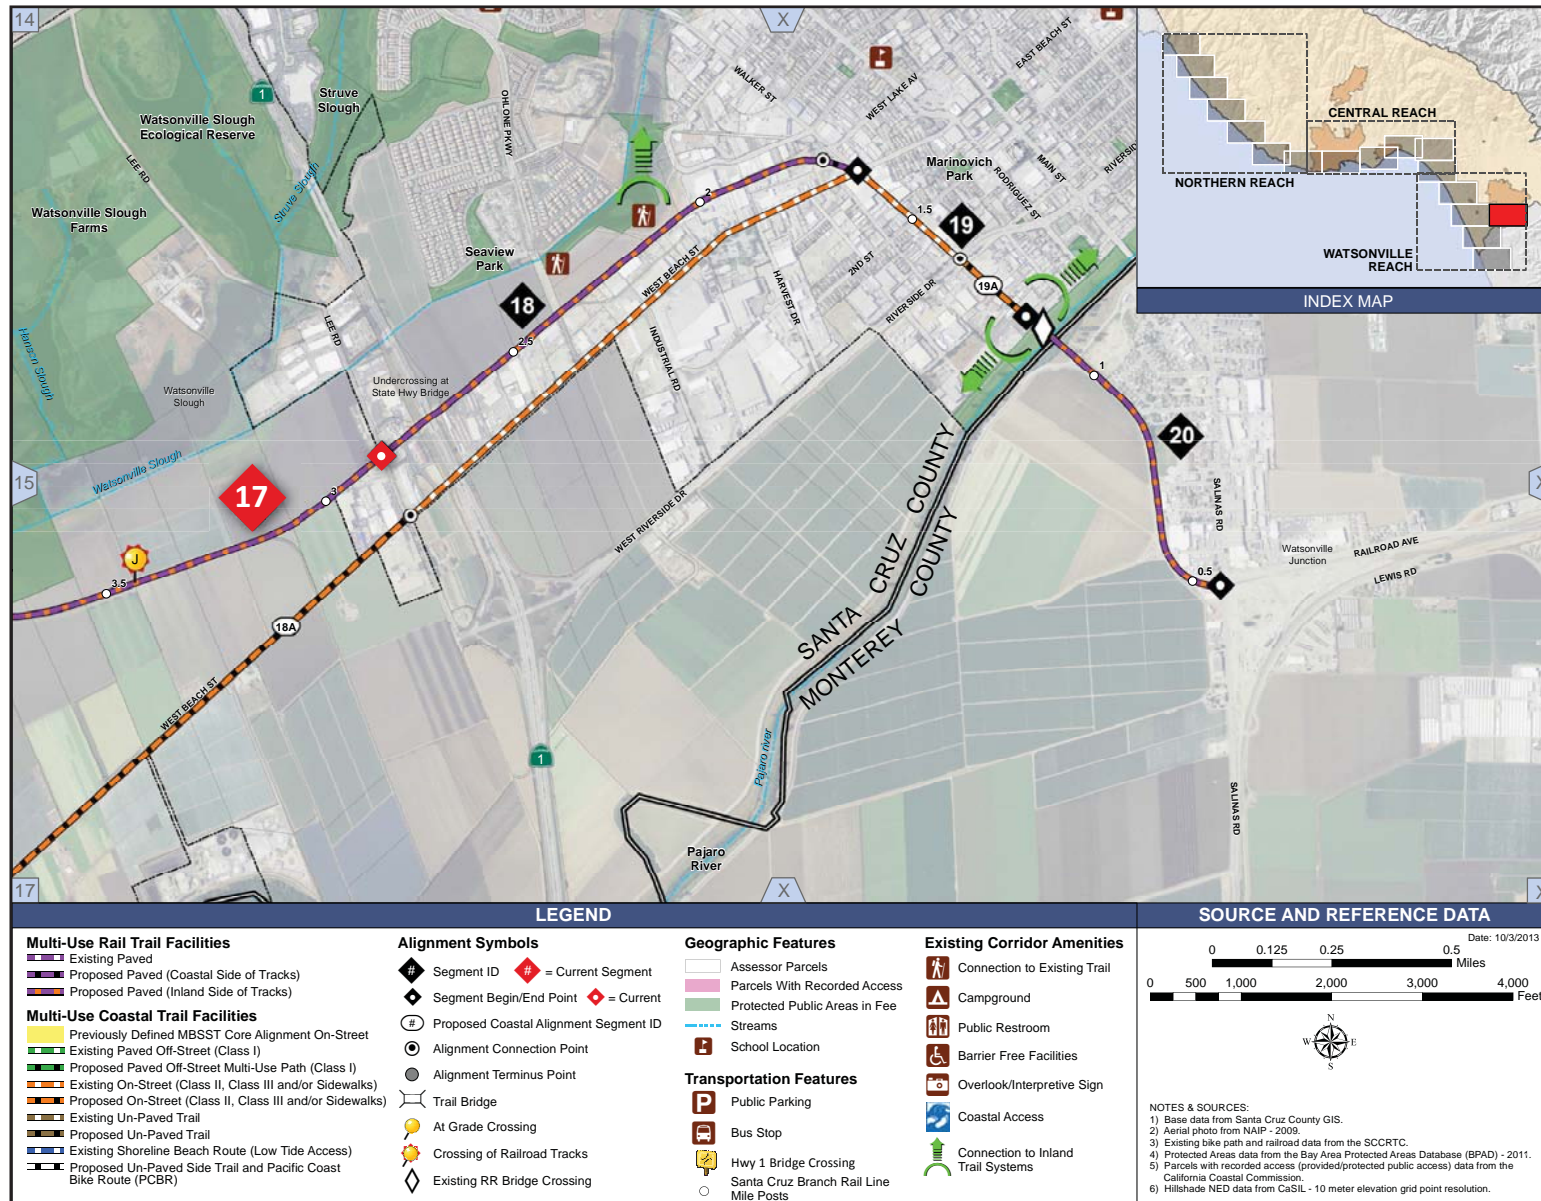 14
X
1
Struve
Slough
Watsonville Slough
Ecological Reserve
LEE RD
OHLONE PKWY
WALKER ST
WEST LAKE AV
EAST BEACH ST
Marinovich
Park
MAIN ST
RODRIGUEZ ST
Struve Slough
Watsonville Slough
Farms
Seaview
Park
2
1.5
19
WEST BEACH ST
2ND ST
HARVEST DR
RIVERSIDE DR
19A
18
2.5
INDUSTRIAL RD
LEE RD
Hanson Slough
Watsonville
Slough
Undercrossing at
State Hwy Bridge
1
20
15
Watsonville Slough
17
3
WEST RIVERSIDE DR
SALINAS RD
Watsonville
Junction
RAILROAD AVE
LEWIS RD
0.5
J
3.5
18A
SANTA CRUZ COUNTY
MONTEREY COUNTY
WEST BEACH ST
1
Pajaro river
SALINAS RD
Pajaro
River
17
X
X
CENTRAL REACH
NORTHERN REACH
WATSONVILLE
REACH
INDEX MAP
LEGEND
Multi-Use Rail Trail Facilities
Existing Paved
Proposed Paved (Coastal Side of Tracks)
Proposed Paved (Inland Side of Tracks)
Multi-Use Coastal Trail Facilities
Previously Defined MBSST Core Alignment On-Street
Existing Paved Off-Street (Class I)
Proposed Paved Off-Street Multi-Use Path (Class I)
Existing On-Street (Class II, Class III and/or Sidewalks)
Proposed On-Street (Class II, Class III and/or Sidewalks)
Existing Un-Paved Trail
Proposed Un-Paved Trail
Existing Shoreline Beach Route (Low Tide Access)
Proposed Un-Paved Side Trail and Pacific Coast
Bike Route (PCBR)
Alignment Symbols
# Segment ID # = Current Segment
Segment Begin/End Point = Current
# Proposed Coastal Alignment Segment ID
Alignment Connection Point
Alignment Terminus Point
Trail Bridge
At Grade Crossing
Crossing of Railroad Tracks
Existing RR Bridge Crossing
Geographic Features
Assessor Parcels
Parcels With Recorded Access
Protected Public Areas in Fee
Streams
School Location
Transportation Features
P Public Parking
Bus Stop
Hwy 1 Bridge Crossing
Santa Cruz Branch Rail Line
Mile Posts
Existing Corridor Amenities
Connection to Existing Trail
Campground
Public Restroom
Barrier Free Facilities
Overlook/Interpretive Sign
Coastal Access
Connection to Inland
Trail Systems
SOURCE AND REFERENCE DATA
Date: 10/3/2013
0 0.125 0.25 0.5
Miles
0 500 1,000 2,000 3,000 4,000
Feet
N
W E
S
NOTES & SOURCES:
1) Base data from Santa Cruz County GIS.
2) Aerial photo from NAIP - 2009.
3) Existing bike path and railroad data from the SCCRTC.
4) Protected Areas data from the Bay Area Protected Areas Database (BPAD) - 2011.
5) Parcels with recorded access (provided/protected public access) data from the
California Coastal Commission.
6) Hillshade NED data from CaSIL - 10 meter elevation grid point resolution.